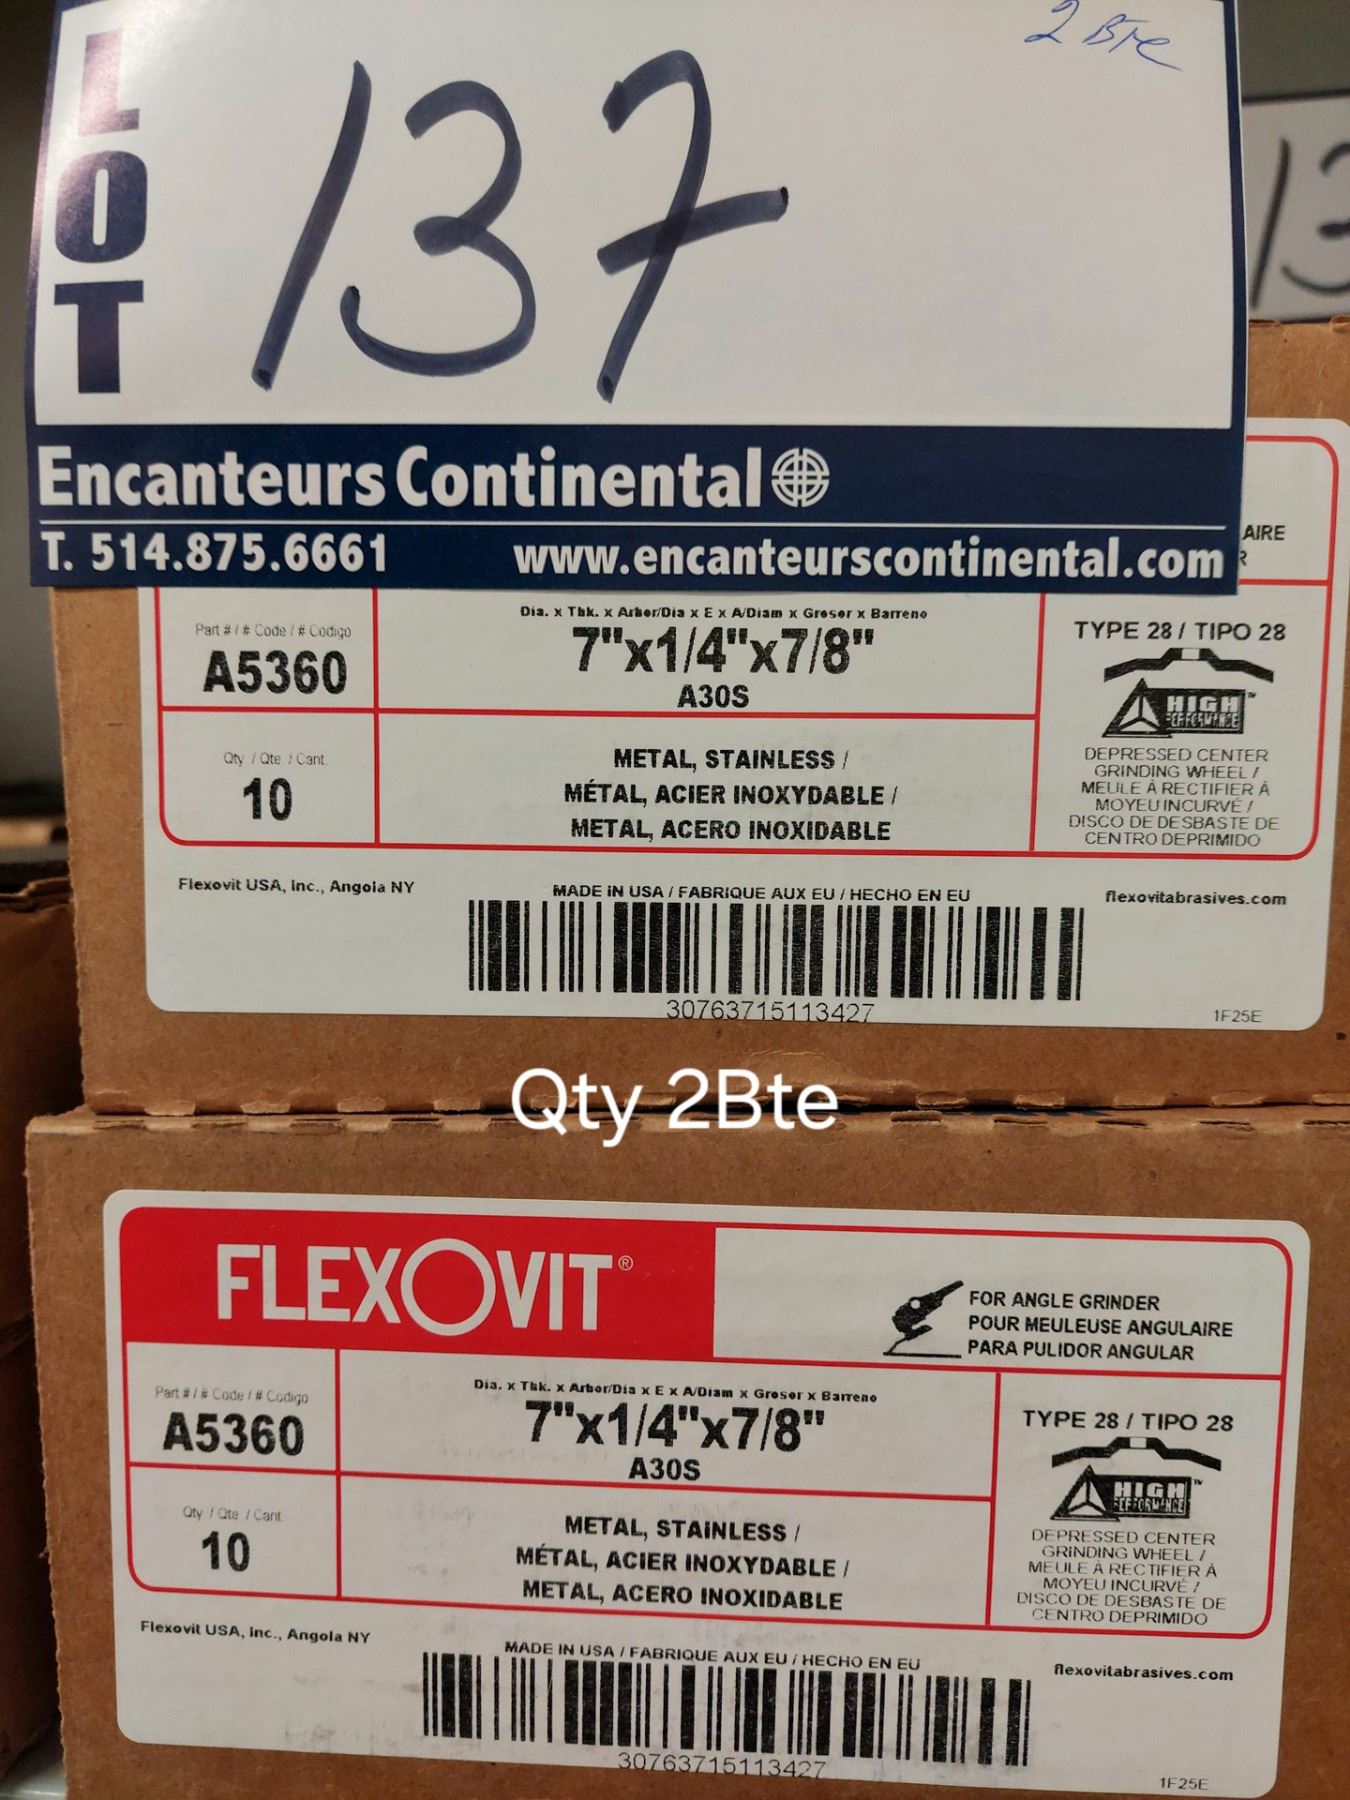 2 Bte
LOT
137
13
Encanteurs Continental
T. 514.875.6661
www.encanteurscontinental.com
AIRE
R
Part # / # Code / # Codigo
A5360
Dia. x Thk. x Arbor/Dia x E x A/Diam x Grosor x Barreno
7"x1/4"x7/8"
A30S
TYPE 28 / TIPO 28
HIGH™
PERFORMANCE
Qty / Qte. / Cant.
10
METAL, STAINLESS /
MÉTAL, ACIER INOXYDABLE /
METAL, ACERO INOXIDABLE
DEPRESSED CENTER
GRINDING WHEEL /
MEULE À RECTIFIER À
MOYEU INCURVÉ /
DISCO DE DESBASTE DE
CENTRO DEPRIMIDO
Flexovit USA, Inc., Angola NY
MADE IN USA / FABRIQUE AUX EU / HECHO EN EU
flexovitabrasives.com
30763715113427
1F25E
Qty 2Bte
FLEXOVIT®
FOR ANGLE GRINDER
POUR MEULEUSE ANGULAIRE
PARA PULIDOR ANGULAR
Part # / # Code / # Codigo
A5360
Dia. x Thk. x Arbor/Dia x E x A/Diam x Grosor x Barreno
7"x1/4"x7/8"
A30S
TYPE 28 / TIPO 28
HIGH™
PERFORMANCE
Qty / Qte / Cant
10
METAL, STAINLESS /
MÉTAL, ACIER INOXYDABLE /
METAL, ACERO INOXIDABLE
DEPRESSED CENTER
GRINDING WHEEL /
MEULE À RECTIFIER À
MOYEU INCURVÉ /
DISCO DE DESBASTE DE
CENTRO DEPRIMIDO
Flexovit USA, Inc., Angola NY
MADE IN USA / FABRIQUE AUX EU / HECHO EN EU
flexovitabrasives.com
30763715113427
1F25E